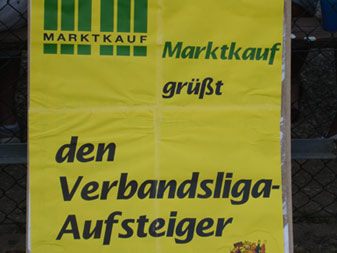 MARKTKAUF
Marktkauf
grüßt
den
Verbandsliga-
Aufsteiger